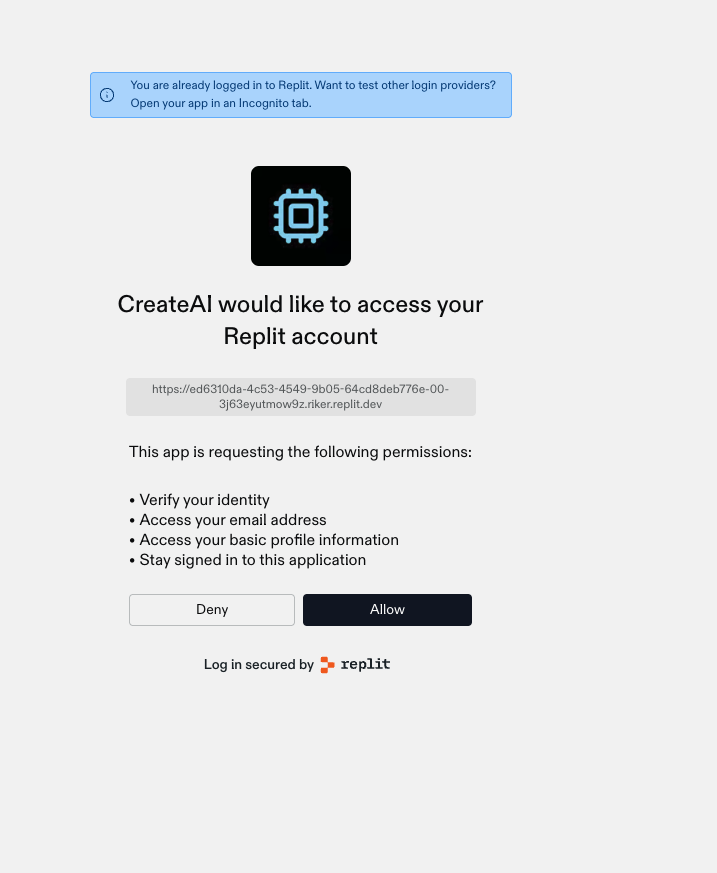 You are already logged in to Replit. Want to test other login providers?
Open your app in an Incognito tab.
CreateAI would like to access your
Replit account
https://ed6310da-4c53-4549-9b05-64cd8deb776e-00-
3j63eyutmow9z.riker.replit.dev
This app is requesting the following permissions:
• Verify your identity
• Access your email address
• Access your basic profile information
• Stay signed in to this application
Deny
Allow
Log in secured by replit